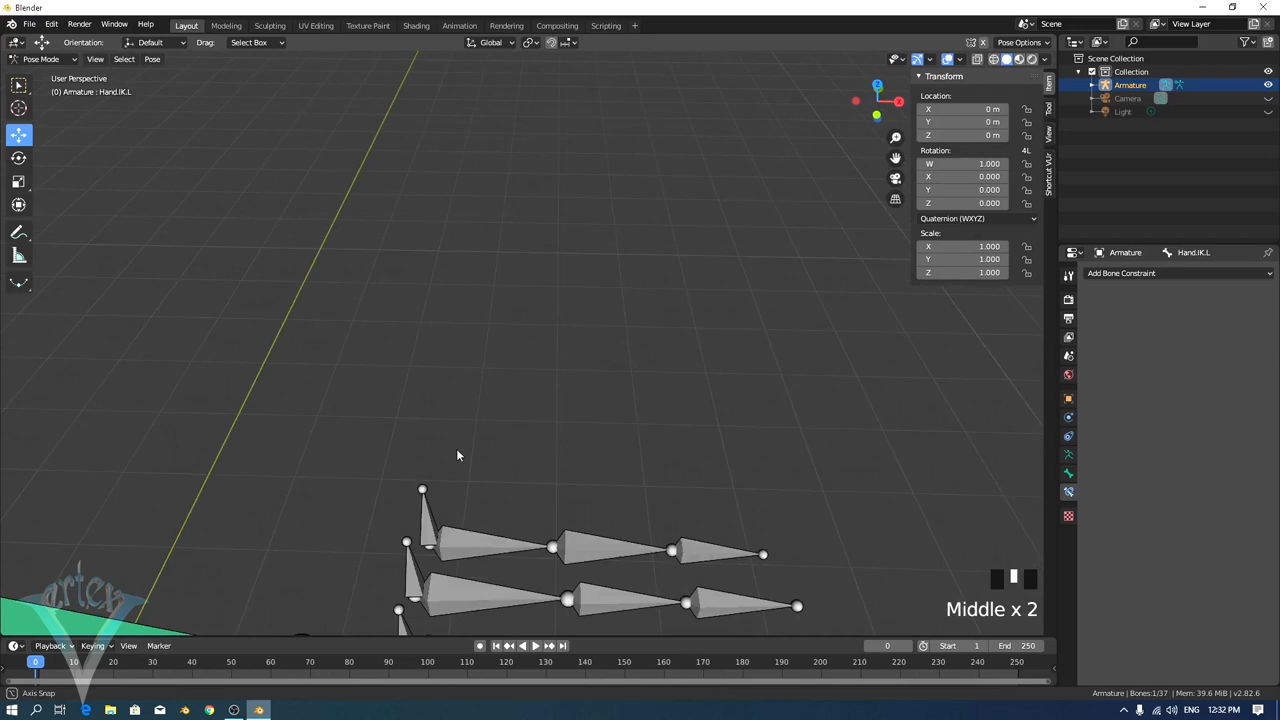 Blender
File Edit Render Window Help Layout Modeling Sculpting UV Editing Texture Paint Shading Animation Rendering Compositing Scripting + Scene View Layer
Orientation: Default Drag: Select Box Global Pose Options
Pose Mode View Select Pose
User Perspective
(0) Armature : Hand.IK.L
Z
X
Transform
Location:
X 0 m
Y 0 m
Z 0 m
Rotation: 4L
W 1.000
X 0.000
Y 0.000
Z 0.000
Quaternion (WXYZ)
Scale:
X 1.000
Y 1.000
Z 1.000
Item
Tool
View
Shortcut VUr
Scene Collection
Collection
Armature
Camera
Light
Armature Hand.IK.L
Add Bone Constraint
Middle x 2
artex
Playback Keying View Marker 0 Start 1 End 250
0 10 20 30 40 50 60 70 80 90 100 110 120 130 140 150 160 170 180 190 200 210 220 230 240 250
Axis Snap Armature | Bones:1/37 | Mem: 39.6 MiB | v2.82.6
ENG 12:32 PM